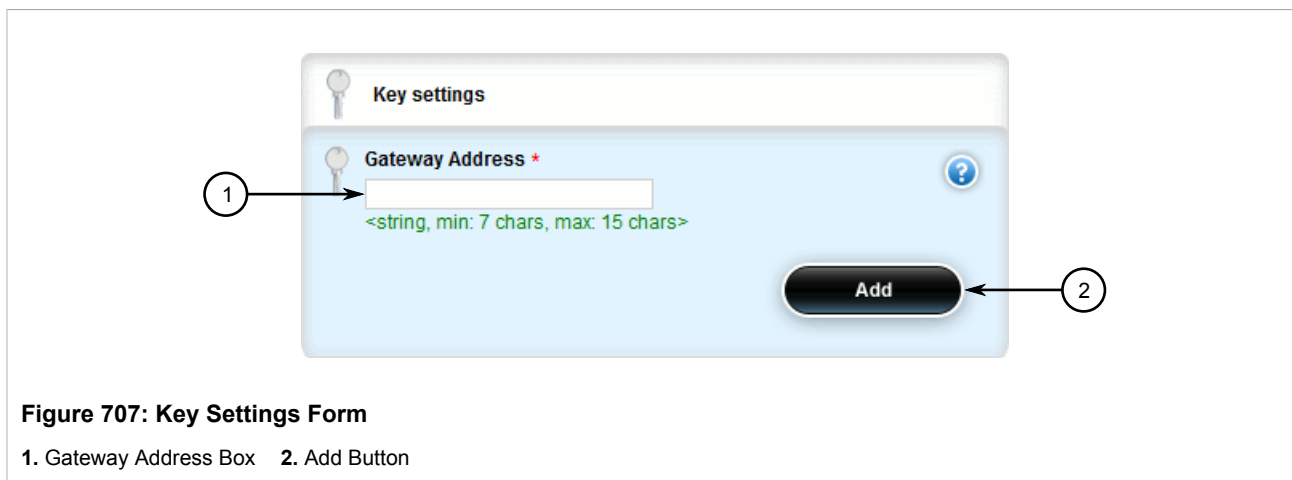 Key settings
Gateway Address *
1
<string, min: 7 chars, max: 15 chars>
?
Add
2
Figure 707: Key Settings Form
1. Gateway Address Box 2. Add Button